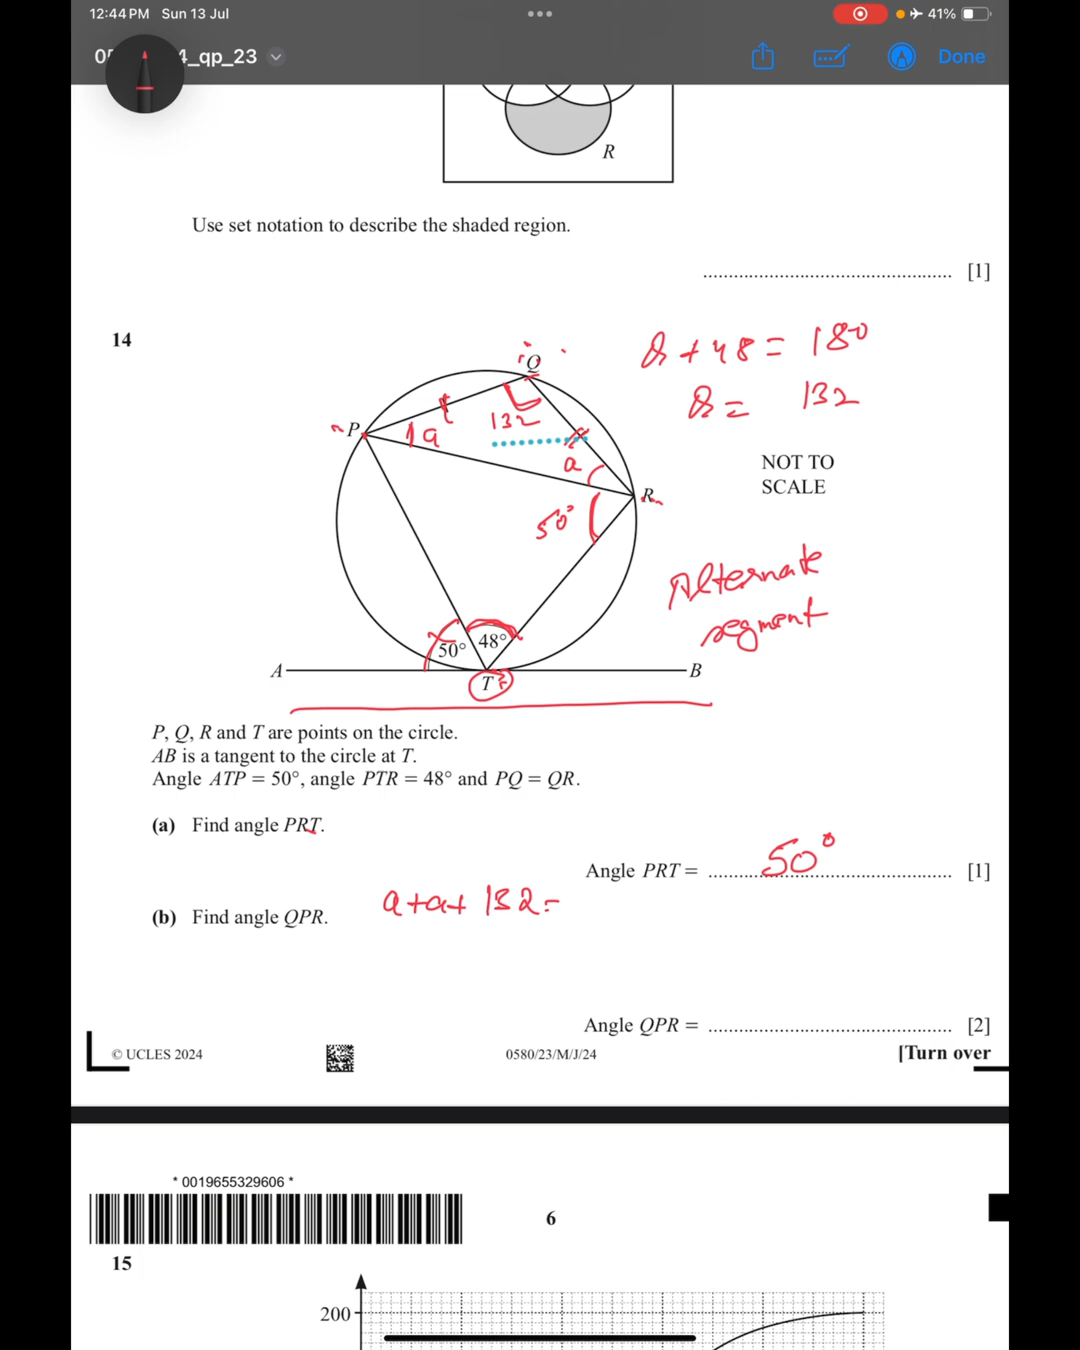 12:44 PM Sun 13 Jul
41%
4_qp_23
Done
R
Use set notation to describe the shaded region.
[1]
14
Q + 48 = 180
Q = 132
Q
P
132
a
a
R
50°
NOT TO
SCALE
Alternate
segment
50°
48°
A
T
B
P, Q, R and T are points on the circle.
AB is a tangent to the circle at T.
Angle ATP = 50°, angle PTR = 48° and PQ = QR.
(a) Find angle PRT.
Angle PRT = 50° [1]
a+a+ 132=
(b) Find angle QPR.
Angle QPR = [2]
© UCLES 2024
0580/23/M/J/24
[Turn over
* 0019655329606 *
6
15
200